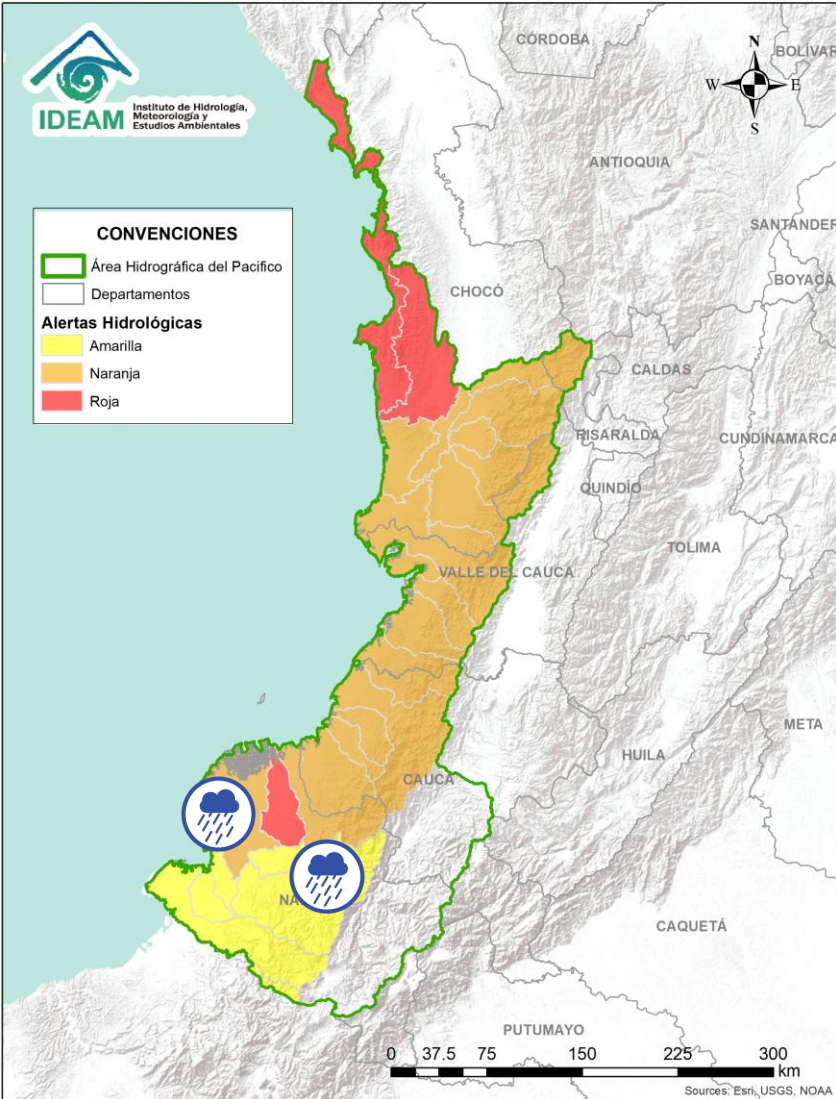 CÓRDOBA
BOLÍVAR
N
W
E
S
IDEAM
Instituto de Hidrología,
Meteorología y
Estudios Ambientales
ANTIOQUIA
SANTANDER
CONVENCIONES
Área Hidrográfica del Pacifico
Departamentos
Alertas Hidrológicas
Amarilla
Naranja
Roja
BOYACÁ
CHOCÓ
CALDAS
RISARALDA
CUNDINAMARCA
QUINDÍO
TOLIMA
VALLE DEL CAUCA
META
HUILA
CAUCA
NA
CAQUETÁ
PUTUMAYO
0 37.5 75 150 225 300
km
Sources: Esri, USGS, NOAA